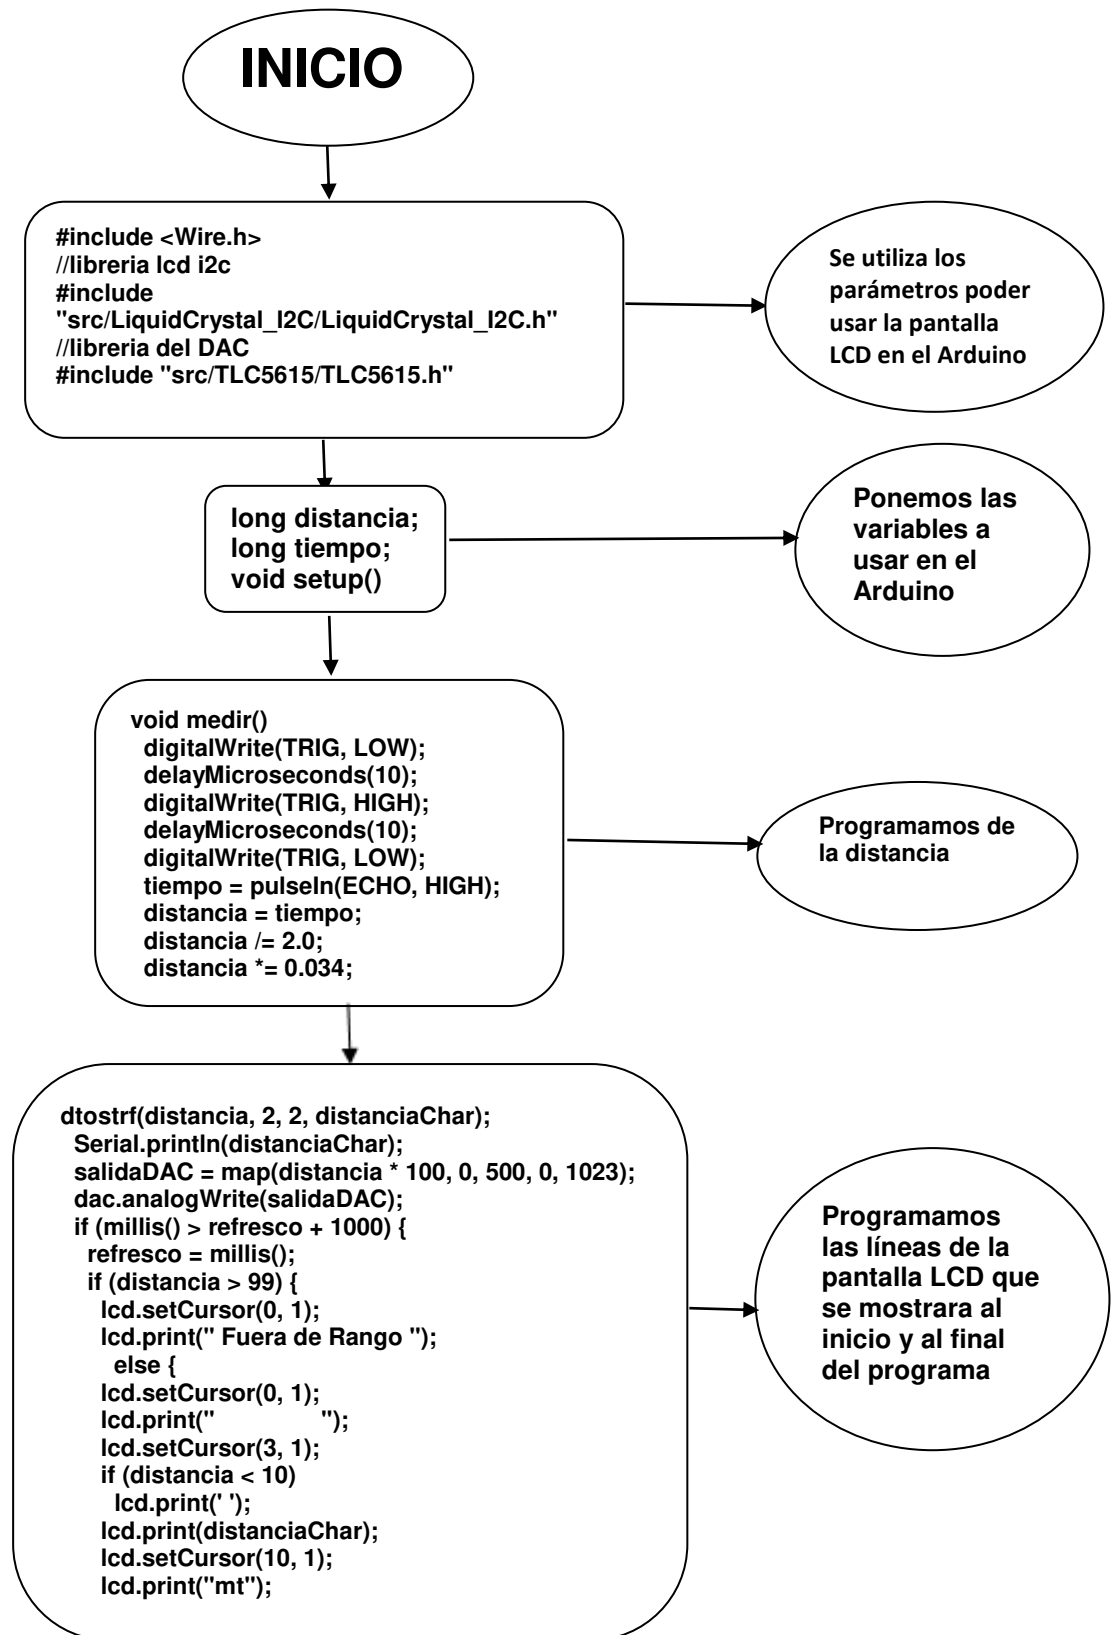 INICIO
#include <Wire.h>
//libreria lcd i2c
#include
"src/LiquidCrystal_I2C/LiquidCrystal_I2C.h"
//libreria del DAC
#include "src/TLC5615/TLC5615.h"
Se utiliza los
parámetros poder
usar la pantalla
LCD en el Arduino
long distancia;
long tiempo;
void setup()
Ponemos las
variables a
usar en el
Arduino
void medir()
digitalWrite(TRIG, LOW);
delayMicroseconds(10);
digitalWrite(TRIG, HIGH);
delayMicroseconds(10);
digitalWrite(TRIG, LOW);
tiempo = pulseIn(ECHO, HIGH);
distancia = tiempo;
distancia /= 2.0;
distancia *= 0.034;
Programamos de
la distancia
dtostrf(distancia, 2, 2, distanciaChar);
Serial.println(distanciaChar);
salidaDAC = map(distancia * 100, 0, 500, 0, 1023);
dac.analogWrite(salidaDAC);
if (millis() > refresco + 1000) {
refresco = millis();
if (distancia > 99) {
lcd.setCursor(0, 1);
lcd.print(" Fuera de Rango ");
else {
lcd.setCursor(0, 1);
lcd.print("                ");
lcd.setCursor(3, 1);
if (distancia < 10)
lcd.print(' ');
lcd.print(distanciaChar);
lcd.setCursor(10, 1);
lcd.print("mt");
Programamos
las líneas de la
pantalla LCD que
se mostrara al
inicio y al final
del programa